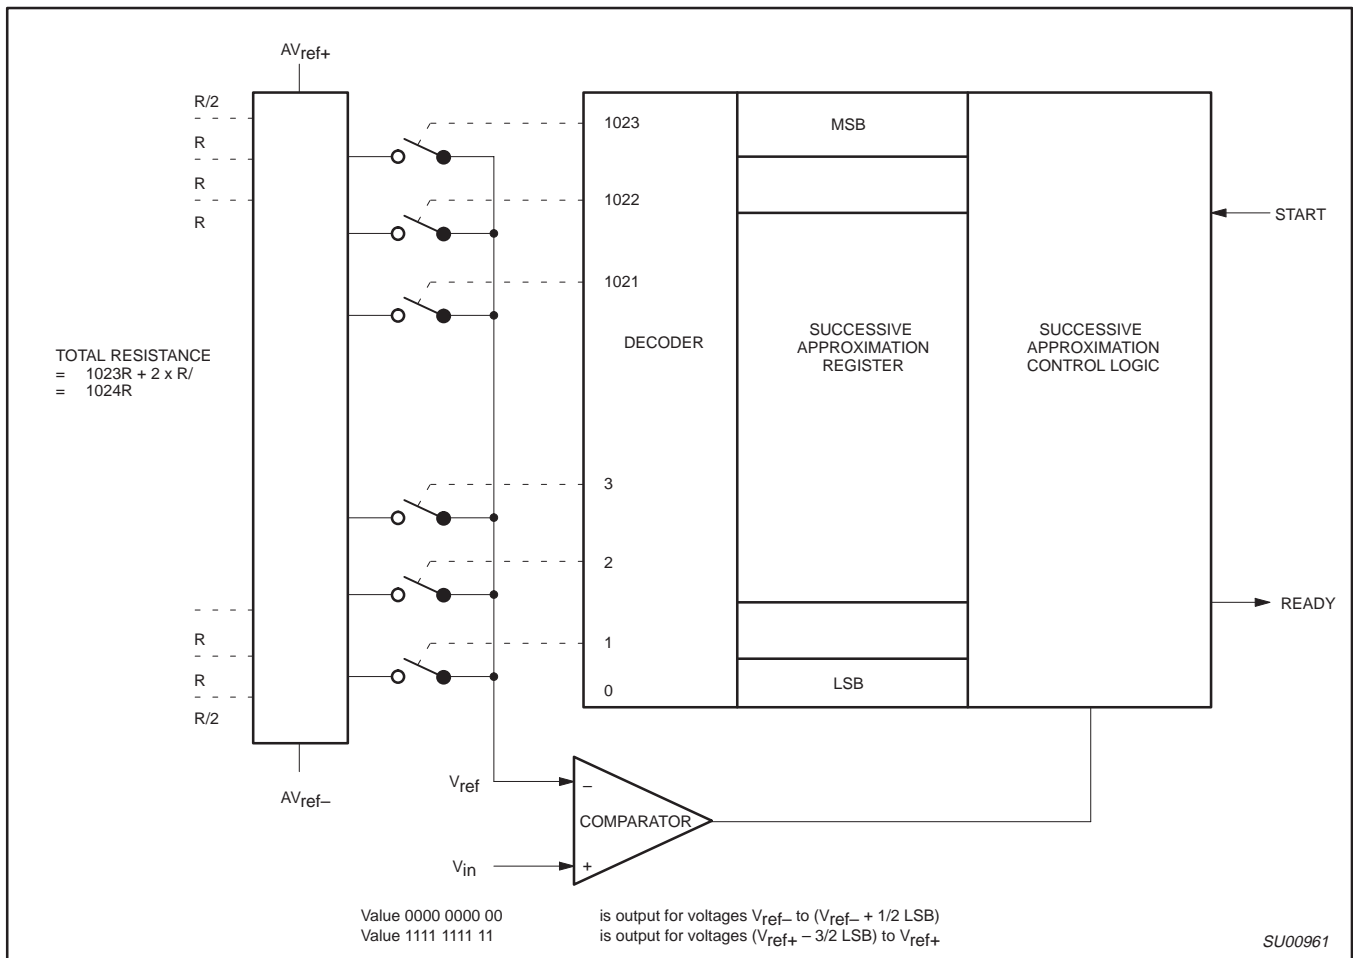 AVref+
R/2
R
R
R
1023
1022
1021
MSB
START
TOTAL RESISTANCE
= 1023R + 2 x R/
= 1024R
DECODER
SUCCESSIVE
APPROXIMATION
REGISTER
SUCCESSIVE
APPROXIMATION
CONTROL LOGIC
3
2
1
0
READY
R
R
R/2
LSB
AVref–
Vref
–
COMPARATOR
Vin
+
Value 0000 0000 00 is output for voltages Vref– to (Vref– + 1/2 LSB)
Value 1111 1111 11 is output for voltages (Vref+ – 3/2 LSB) to Vref+
SU00961